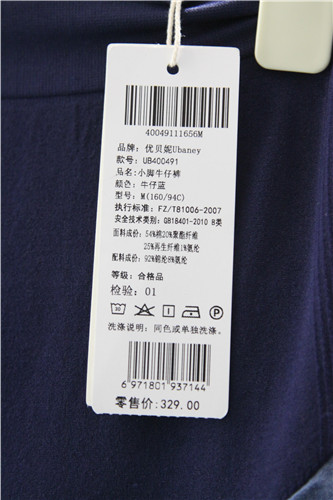 40049111656M
品牌:优贝妮Ubaney
款号:UB400491
品名:小脚牛仔裤
颜色:牛仔蓝
型号:M(160/94C)
执行标准:FZ/T81006-2007
安全技术类别:GB18401-2010 B类
面料成份:54%棉20%聚酯纤维
25%再生纤维1%氨纶
配料成份:92%锦纶8%氨纶
等级:合格品
检验:01
洗涤说明:同色或单独洗涤.
6 971801 937144
零售价:329.00